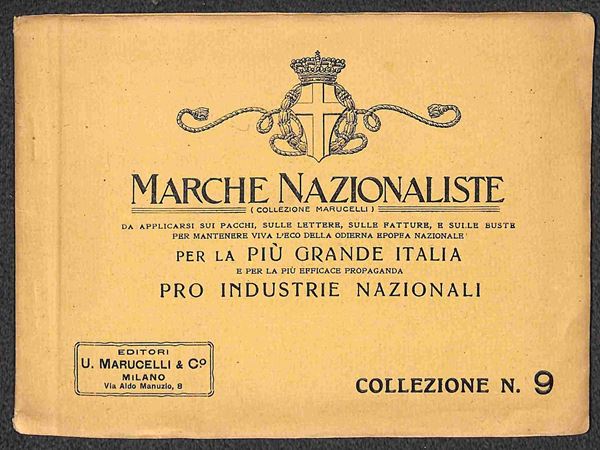 MARCHE NAZIONALISTE
( COLLEZIONE MARUCELLI )
DA APPLICARSI SUI PACCHI, SULLE LETTERE, SULLE FATTURE, E SULLE BUSTE
PER MANTENERE VIVA L'ECO DELLA ODIERNA EPOPEA NAZIONALE
PER LA PIÙ GRANDE ITALIA
E PER LA PIÙ EFFICACE PROPAGANDA
PRO INDUSTRIE NAZIONALI
EDITORI
U. MARUCELLI & Cº
MILANO
Via Aldo Manuzio, 8
COLLEZIONE N. 9